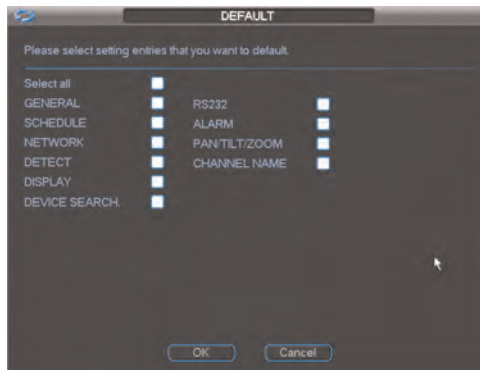 DEFAULT
Please select setting entries that you want to default.
Select all
GENERAL RS232
SCHEDULE ALARM
NETWORK PAN/TILT/ZOOM
DETECT CHANNEL NAME
DISPLAY
DEVICE SEARCH.
OK Cancel